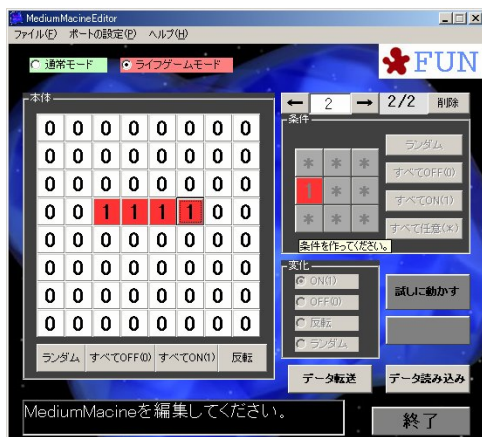 MediumMacineEditor
ファイル(F) ポートの設定(P) ヘルプ(H)
通常モード ライフゲームモード
FUN
本体
0 0 0 0 0 0 0 0
0 0 0 0 0 0 0 0
0 0 0 0 0 0 0 0
0 0 1 1 1 1 0 0
0 0 0 0 0 0 0 0
0 0 0 0 0 0 0 0
0 0 0 0 0 0 0 0
0 0 0 0 0 0 0 0
ランダム すべてOFF(0) すべてON(1) 反転
← 2 → 2/2 削除
条件
* * *
1 * *
* * *
ランダム
すべてOFF(0)
すべてON(1)
すべて任意(*)
条件を作ってください。
変化
ON(1)
OFF(0)
反転
ランダム
試しに動かす
データ転送 データ読み込み
MediumMacineを編集してください。
終了